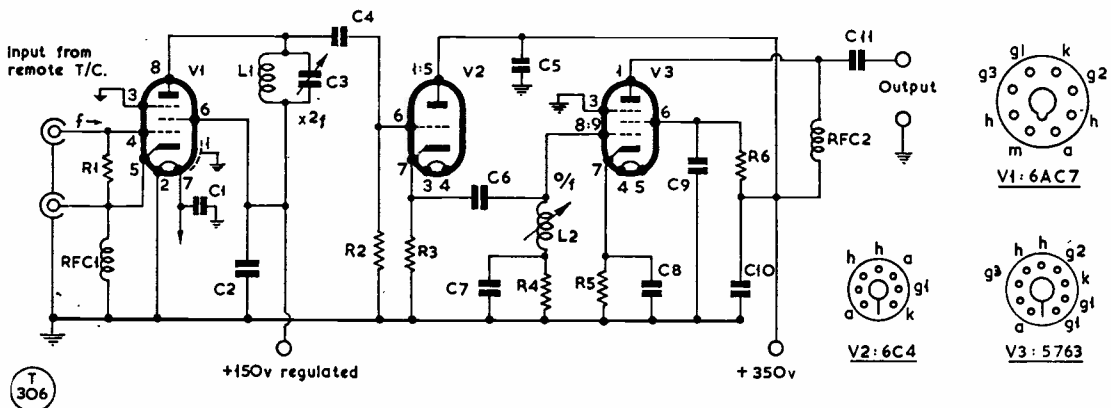 Input from
remote T/C.
f
R1
RFC1
3
4
5
8
V1
6
2
7
1
C1
C2
L1
C3
x2f
C4
+150v regulated
R2
R3
1:5
V2
6
7
3 4
C5
C6
o/f
L2
C7
R4
1
V3
3
8:9
6
7
4 5
R5
C8
C9
R6
C10
+350v
RFC2
C11
Output
g1 k
g3 g2
h h
m a
V1:6AC7
h h a
g1
a k
V2:6C4
h h g2
g3 k
g1
a g1
V3:5763
T
306